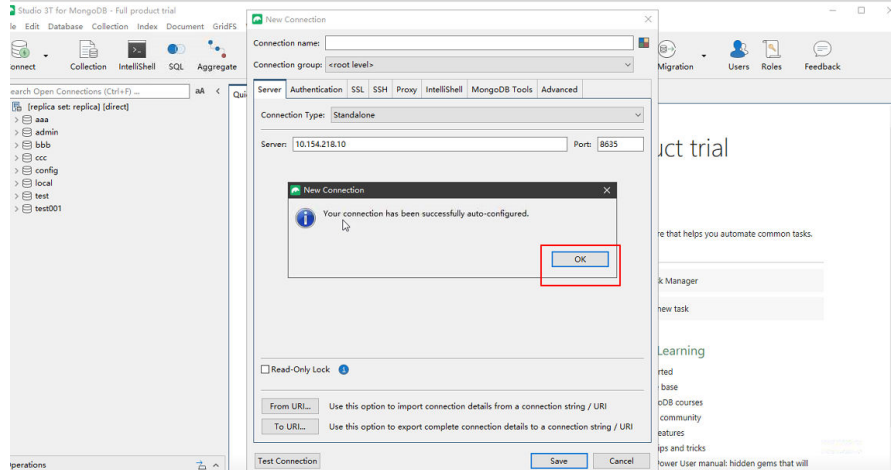 Studio 3T for MongoDB - Full product trial
Edit Database Collection Index Document GridFS
Collection IntelliShell SQL Aggregate
Migration Users Roles Feedback
earch Open Connections (Ctrl+F) ... aA <
[replica set: replica] [direct]
> aaa
> admin
> bbb
> ccc
> config
> local
> test
> test001
Operations
New Connection
Connection name:
Connection group: <root level>
Server Authentication SSL SSH Proxy IntelliShell MongoDB Tools Advanced
Connection Type: Standalone
Server: 10.154.218.10 Port: 8635
New Connection
Your connection has been successfully auto-configured.
OK
Read-Only Lock
From URI... Use this option to import connection details from a connection string / URI
To URI... Use this option to export complete connection details to a connection string / URI
Test Connection Save Cancel
uct trial
re that helps you automate common tasks.
k Manager
new task
Learning
rted
base
oDB courses
community
eatures
ips and tricks
Power User manual: hidden gems that will